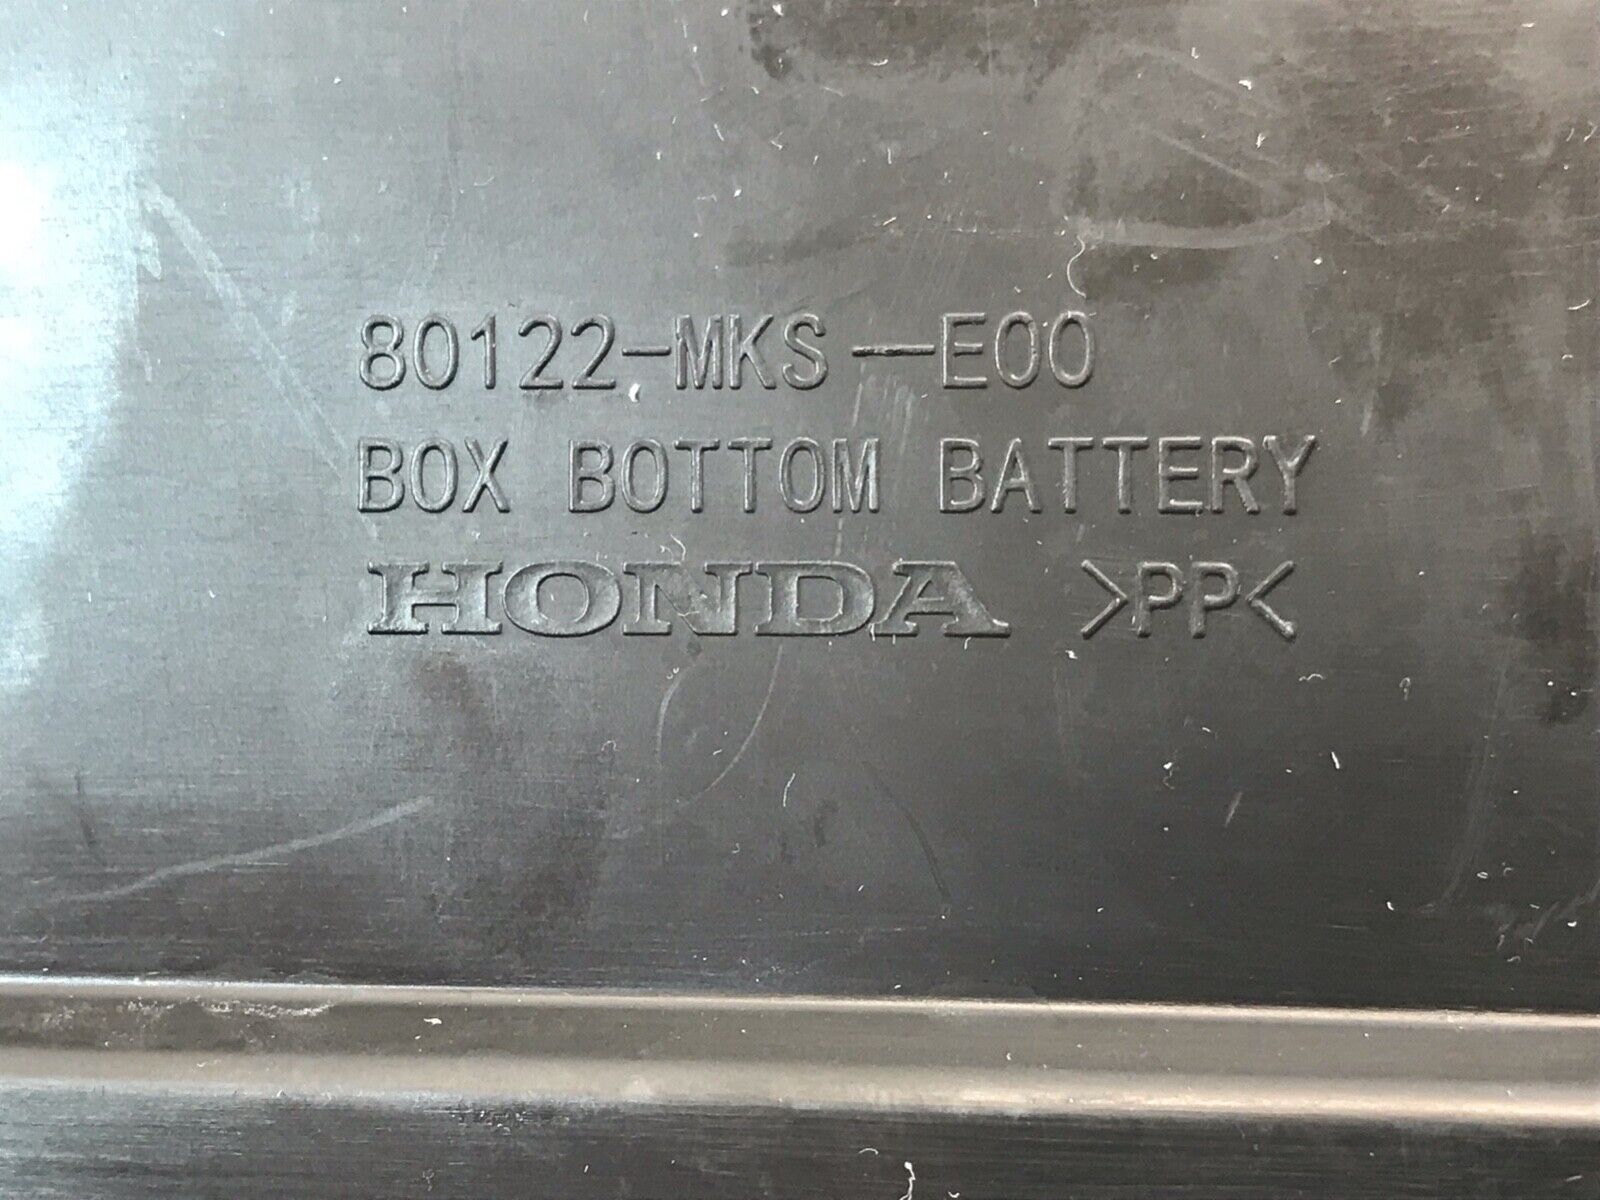 80122-MKS-E00
BOX BOTTOM BATTERY
HONDA >PP<